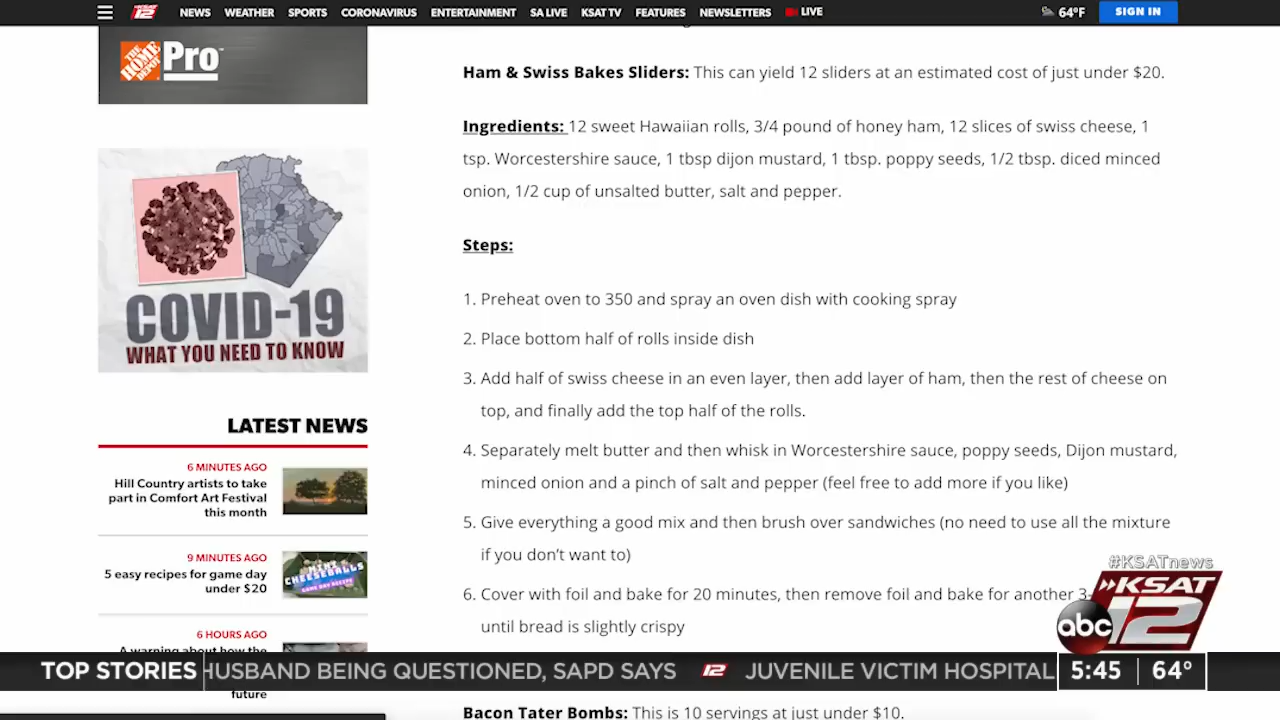 NEWS WEATHER SPORTS CORONAVIRUS ENTERTAINMENT SA LIVE KSAT TV FEATURES NEWSLETTERS LIVE 64°F SIGN IN
THE HOME DEPOT Pro
Ham & Swiss Bakes Sliders: This can yield 12 sliders at an estimated cost of just under $20.
Ingredients: 12 sweet Hawaiian rolls, 3/4 pound of honey ham, 12 slices of swiss cheese, 1
tsp. Worcestershire sauce, 1 tbsp dijon mustard, 1 tbsp. poppy seeds, 1/2 tbsp. diced minced
onion, 1/2 cup of unsalted butter, salt and pepper.
Steps:
1. Preheat oven to 350 and spray an oven dish with cooking spray
2. Place bottom half of rolls inside dish
3. Add half of swiss cheese in an even layer, then add layer of ham, then the rest of cheese on
top, and finally add the top half of the rolls.
4. Separately melt butter and then whisk in Worcestershire sauce, poppy seeds, Dijon mustard,
minced onion and a pinch of salt and pepper (feel free to add more if you like)
5. Give everything a good mix and then brush over sandwiches (no need to use all the mixture
if you don't want to)
6. Cover with foil and bake for 20 minutes, then remove foil and bake for another 3-
until bread is slightly crispy
Bacon Tater Bombs: This is 10 servings at just under $10.
COVID-19
WHAT YOU NEED TO KNOW
LATEST NEWS
6 MINUTES AGO
Hill Country artists to take
part in Comfort Art Festival
this month
9 MINUTES AGO
5 easy recipes for game day
under $20
MINI
CHEESEBALLS
GAME DAY RECIPE
6 HOURS AGO
A warning about how the
future
#KSATnews
KSAT
abc 12
TOP STORIES HUSBAND BEING QUESTIONED, SAPD SAYS 12 JUVENILE VICTIM HOSPITAL 5:45 64°